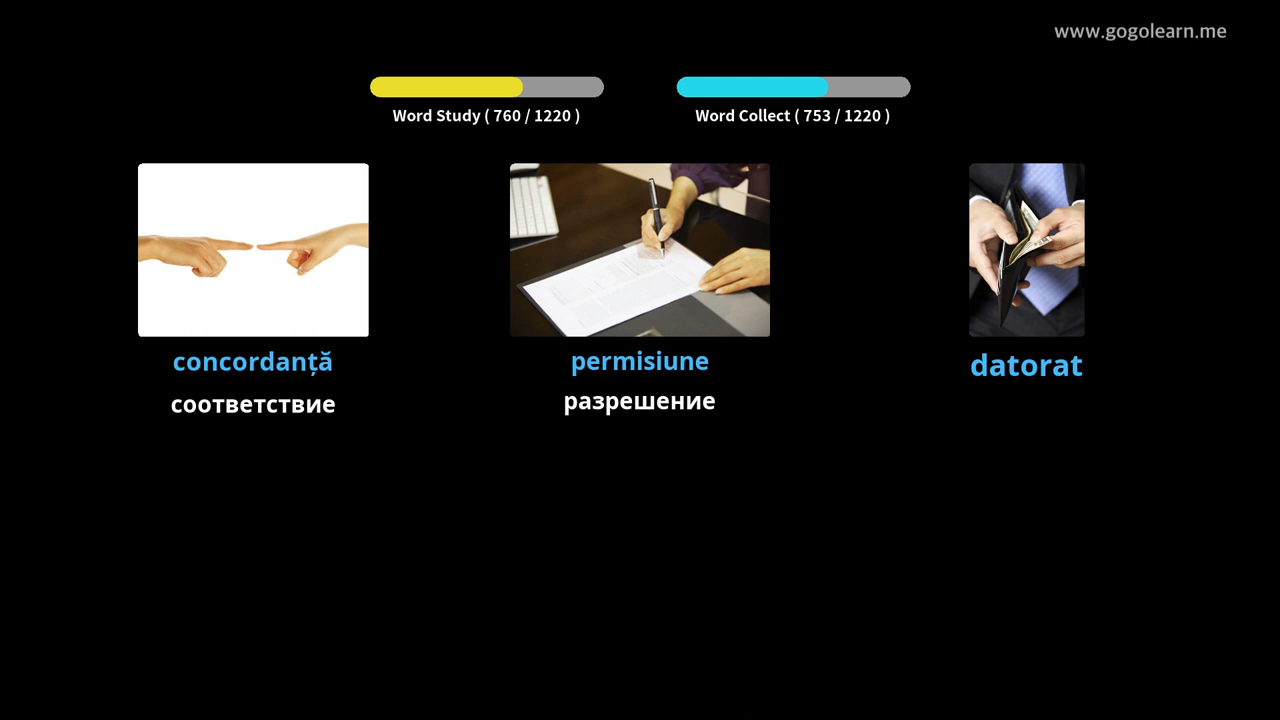 www.gogolearn.me
Word Study ( 760 / 1220 )
Word Collect ( 753 / 1220 )
concordanță
соответствие
permisiune
разрешение
datorat